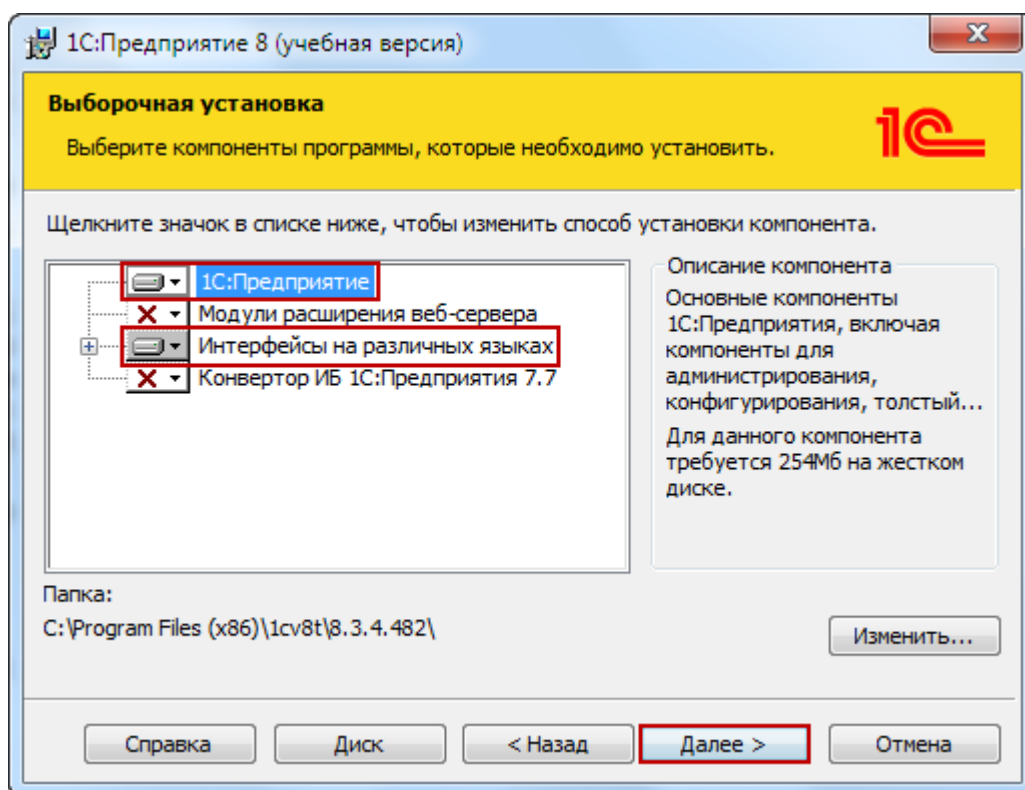 1С:Предприятие 8 (учебная версия)
Выборочная установка
Выберите компоненты программы, которые необходимо установить.
1С
Щелкните значок в списке ниже, чтобы изменить способ установки компонента.
1С:Предприятие
Модули расширения веб-сервера
Интерфейсы на различных языках
Конвертор ИБ 1С:Предприятия 7.7
Описание компонента
Основные компоненты
1С:Предприятия, включая
компоненты для
администрирования,
конфигурирования, толстый...
Для данного компонента
требуется 254Мб на жестком
диске.
Папка:
C:\Program Files (x86)\1cv8t\8.3.4.482\
Изменить...
Справка
Диск
< Назад
Далее >
Отмена